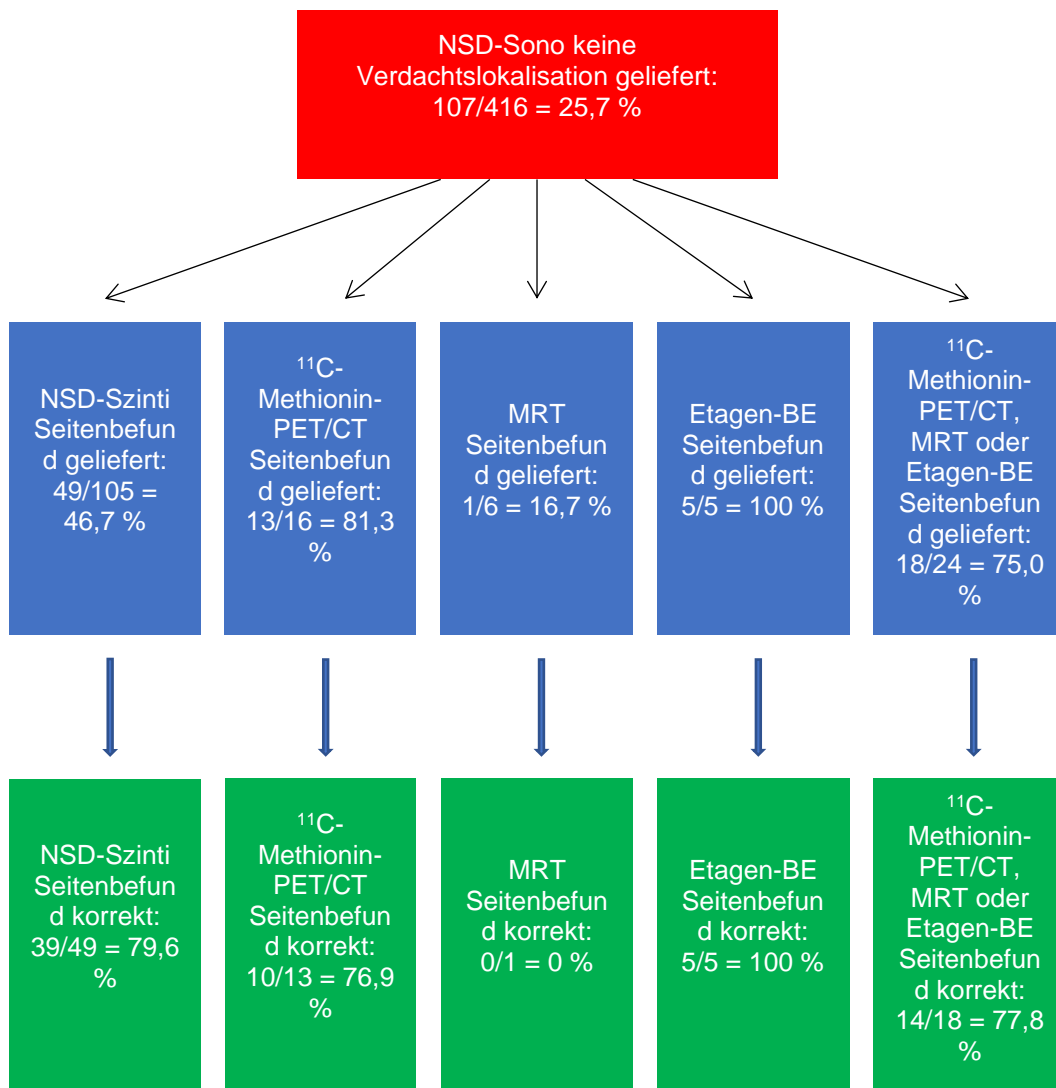 NSD-Sono keine
Verdachtslokalisation geliefert:
107/416 = 25,7 %
NSD-Szinti
Seitenbefun
d geliefert:
49/105 =
46,7 %
¹¹C-
Methionin-
PET/CT
Seitenbefun
d geliefert:
13/16 = 81,3
%
MRT
Seitenbefun
d geliefert:
1/6 = 16,7 %
Etagen-BE
Seitenbefun
d geliefert:
5/5 = 100 %
¹¹C-
Methionin-
PET/CT,
MRT oder
Etagen-BE
Seitenbefun
d geliefert:
18/24 = 75,0
%
NSD-Szinti
Seitenbefun
d korrekt:
39/49 = 79,6
%
¹¹C-
Methionin-
PET/CT
Seitenbefun
d korrekt:
10/13 = 76,9
%
MRT
Seitenbefun
d korrekt:
0/1 = 0 %
Etagen-BE
Seitenbefun
d korrekt:
5/5 = 100 %
¹¹C-
Methionin-
PET/CT,
MRT oder
Etagen-BE
Seitenbefun
d korrekt:
14/18 = 77,8
%